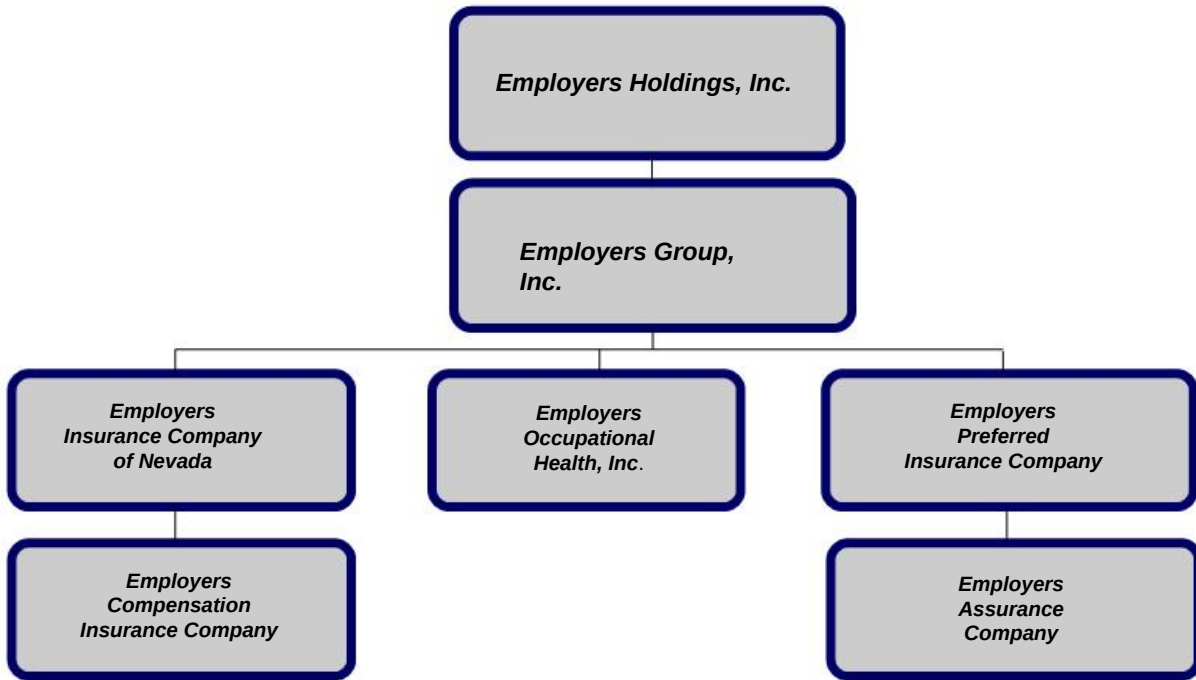 Employers Holdings, Inc.
Employers Group,
Inc.
Employers
Insurance Company
of Nevada
Employers
Occupational
Health, Inc.
Employers
Preferred
Insurance Company
Employers
Compensation
Insurance Company
Employers
Assurance
Company